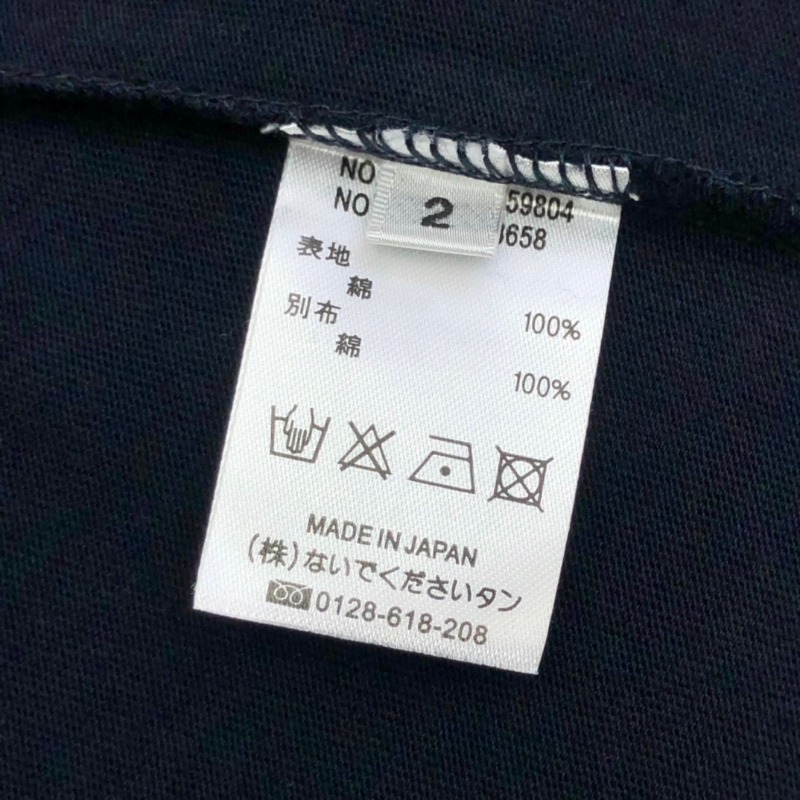 NO
NO 2 59804
3658
表地
綿 100%
別布
綿 100%
MADE IN JAPAN
(株)ないでくださいタン
0128-618-208